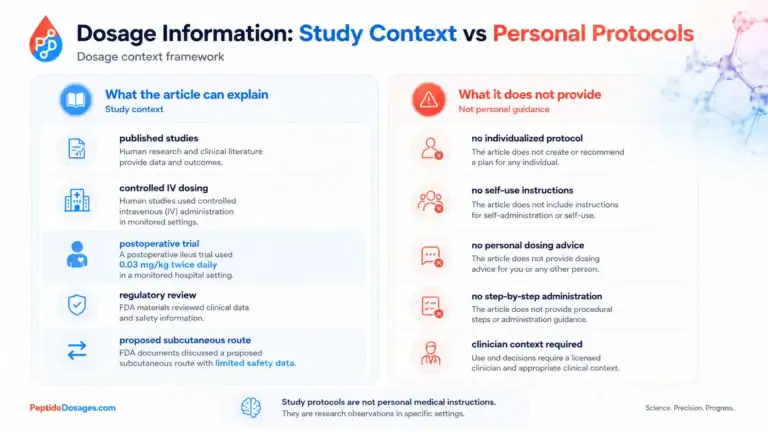 PD
Dosage Information: Study Context vs Personal Protocols
Dosage context framework
What the article can explain
Study context
published studies
Human research and clinical literature
provide data and outcomes.
controlled IV dosing
Human studies used controlled
intravenous (IV) administration
in monitored settings.
postoperative trial
A postoperative ileus trial used
0.03 mg/kg twice daily
in a monitored hospital setting.
regulatory review
FDA materials reviewed clinical data
and safety information.
proposed subcutaneous route
FDA documents discussed a proposed
subcutaneous route with limited safety data.
What it does not provide
Not personal guidance
no individualized protocol
The article does not create or recommend
a plan for any individual.
no self-use instructions
The article does not include instructions
for self-administration or self-use.
no personal dosing advice
The article does not provide dosing
advice for you or any other person.
no step-by-step administration
The article does not provide procedural
steps or administration guidance.
clinician context required
Use and decisions require a licensed
clinician and appropriate clinical context.
PeptideDosages.com
Study protocols are not personal medical instructions.
They are research observations in specific settings.
Science. Precision. Progress.